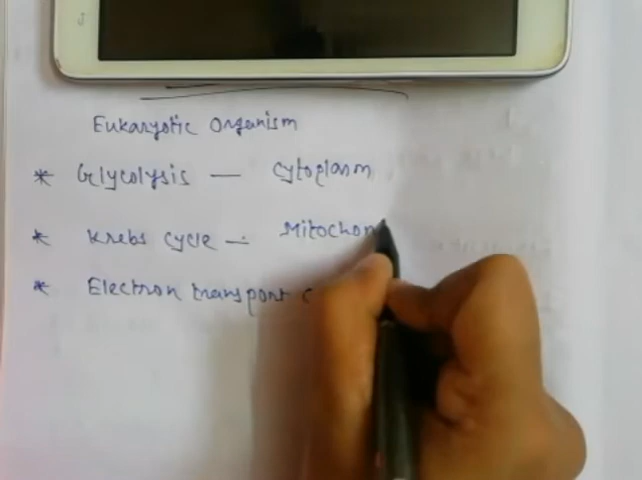 Eukaryotic Organism
* Glycolysis — Cytoplasm
* Krebs cycle - Mitochon
* Electron transport c